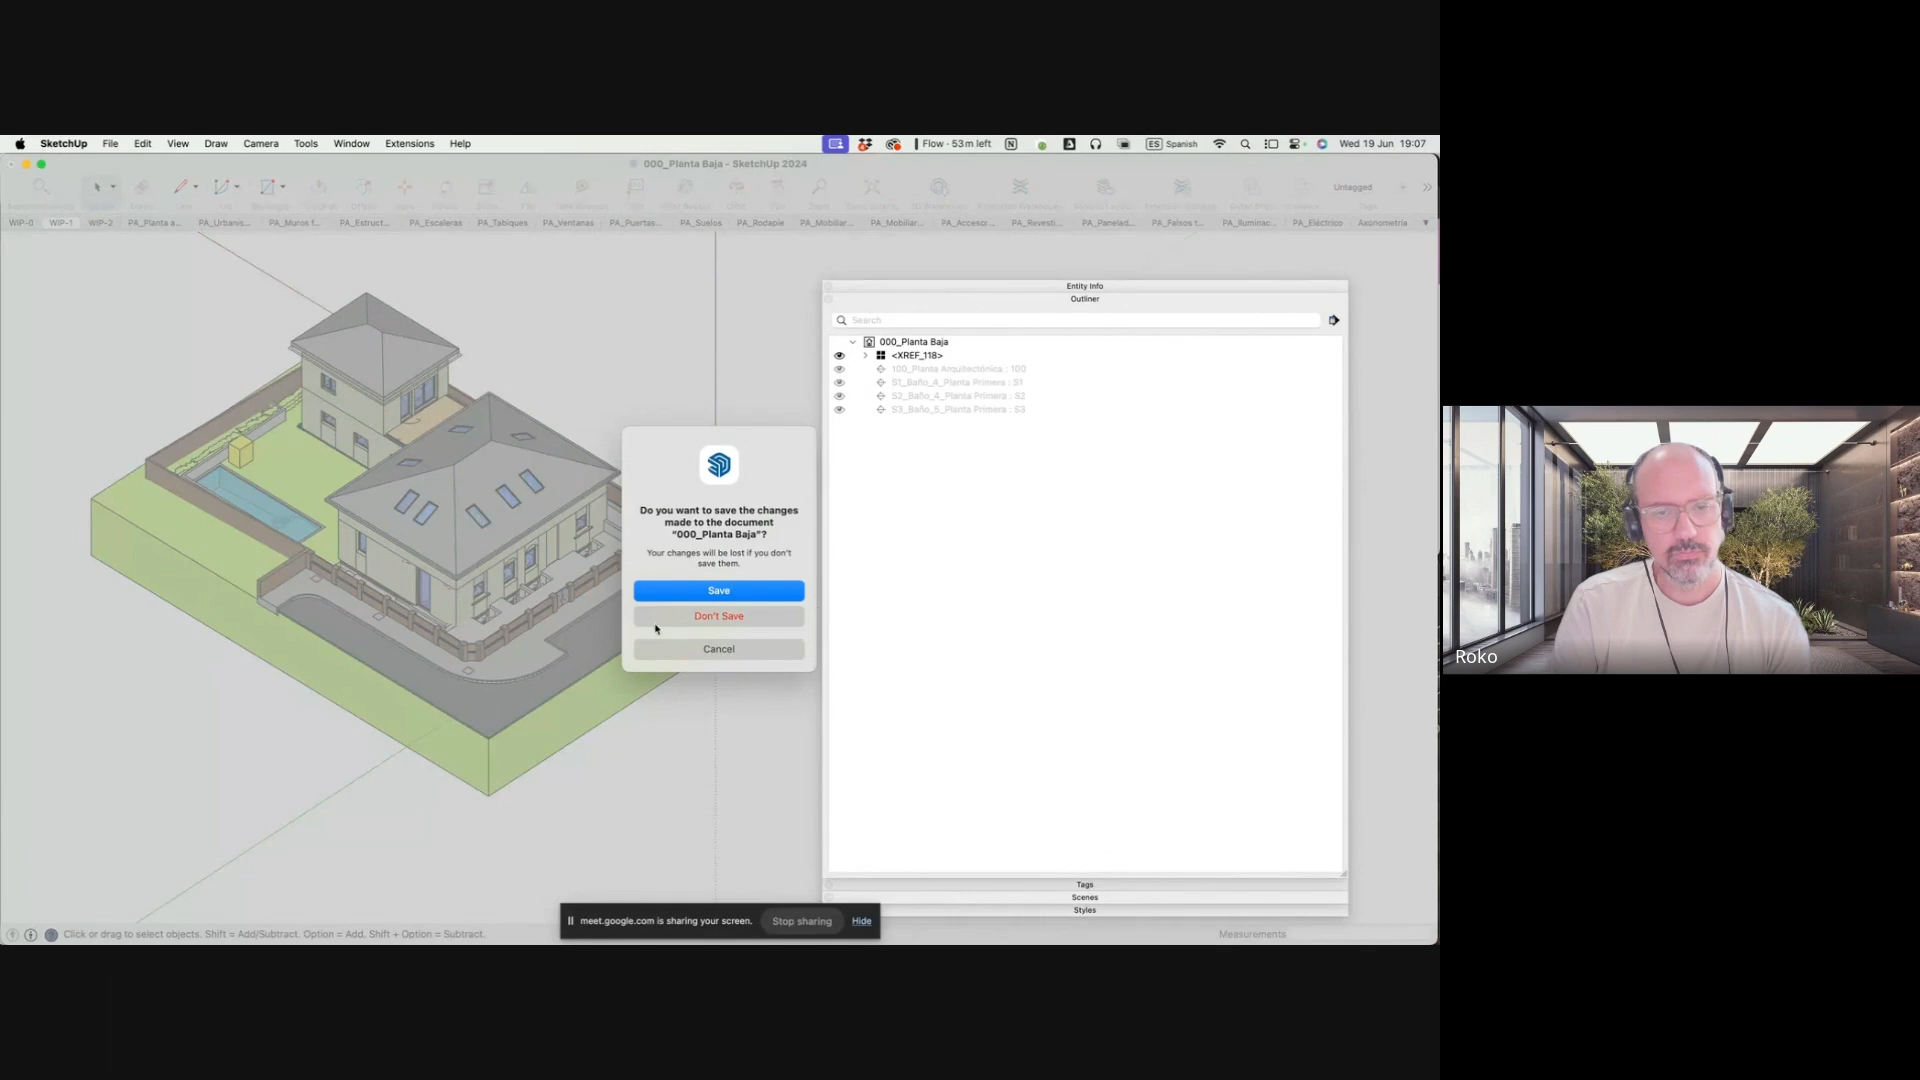 SketchUp File Edit View Draw Camera Tools Window Extensions Help
Flow - 53m left
ES Spanish
Wed 19 Jun 19:07
000_Planta Baja - SketchUp 2024
Untagged
WIP-0 WIP-1 WIP-2 PA_Planta a... PA_Urbanis... PA_Muros f... PA_Estruct... PA_Escaleras PA_Tabiques PA_Ventanas PA_Puertas... PA_Suelos PA_Rodapie PA_Mobiliar... PA_Mobiliar... PA_Accesor... PA_Revesti... PA_Panelad... PA_Falsos t... PA_Iluminac... PA_Eléctrico Axonometría
Entity Info
Outliner
Search
000_Planta Baja
<XREF_118>
100_Planta Arquitectónica : 100
S1_Baño_4_Planta Primera : S1
S2_Baño_4_Planta Primera : S2
S3_Baño_5_Planta Primera : S3
Do you want to save the changes
made to the document
“000_Planta Baja”?
Your changes will be lost if you don’t
save them.
Save
Don’t Save
Cancel
Tags
Scenes
Styles
meet.google.com is sharing your screen. Stop sharing Hide
Click or drag to select objects. Shift = Add/Subtract. Option = Add. Shift + Option = Subtract.
Measurements
Roko